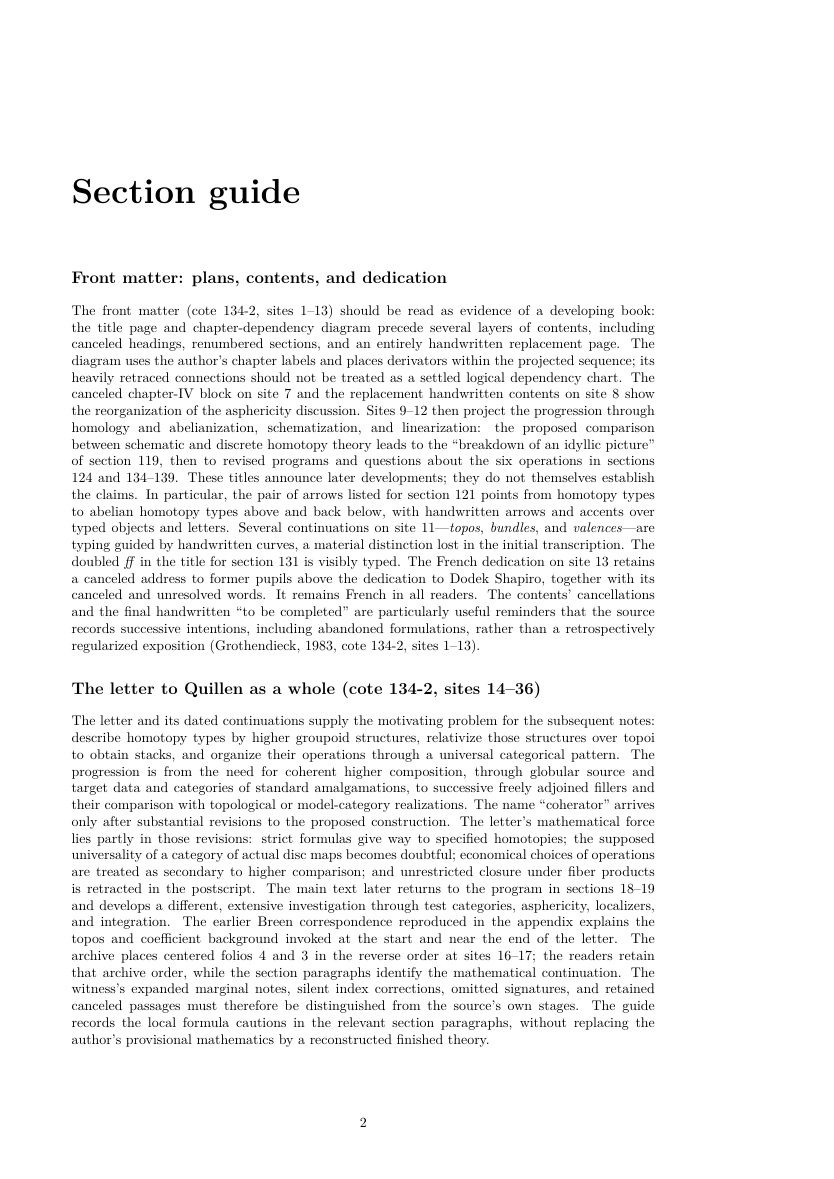 Section guide
Front matter: plans, contents, and dedication
The front matter (cote 134-2, sites 1–13) should be read as evidence of a developing book:
the title page and chapter-dependency diagram precede several layers of contents, including
canceled headings, renumbered sections, and an entirely handwritten replacement page. The
diagram uses the author's chapter labels and places derivators within the projected sequence; its
heavily retraced connections should not be treated as a settled logical dependency chart. The
canceled chapter-IV block on site 7 and the replacement handwritten contents on site 8 show
the reorganization of the asphericity discussion. Sites 9–12 then project the progression through
homology and abelianization, schematization, and linearization: the proposed comparison
between schematic and discrete homotopy theory leads to the “breakdown of an idyllic picture”
of section 119, then to revised programs and questions about the six operations in sections
124 and 134–139. These titles announce later developments; they do not themselves establish
the claims. In particular, the pair of arrows listed for section 121 points from homotopy types
to abelian homotopy types above and back below, with handwritten arrows and accents over
typed objects and letters. Several continuations on site 11—topos, bundles, and valences—are
typing guided by handwritten curves, a material distinction lost in the initial transcription. The
doubled ff in the title for section 131 is visibly typed. The French dedication on site 13 retains
a canceled address to former pupils above the dedication to Dodek Shapiro, together with its
canceled and unresolved words. It remains French in all readers. The contents' cancellations
and the final handwritten “to be completed” are particularly useful reminders that the source
records successive intentions, including abandoned formulations, rather than a retrospectively
regularized exposition (Grothendieck, 1983, cote 134-2, sites 1–13).
The letter to Quillen as a whole (cote 134-2, sites 14–36)
The letter and its dated continuations supply the motivating problem for the subsequent notes:
describe homotopy types by higher groupoid structures, relativize those structures over topoi
to obtain stacks, and organize their operations through a universal categorical pattern. The
progression is from the need for coherent higher composition, through globular source and
target data and categories of standard amalgamations, to successive freely adjoined fillers and
their comparison with topological or model-category realizations. The name “coherator” arrives
only after substantial revisions to the proposed construction. The letter's mathematical force
lies partly in those revisions: strict formulas give way to specified homotopies; the supposed
universality of a category of actual disc maps becomes doubtful; economical choices of operations
are treated as secondary to higher comparison; and unrestricted closure under fiber products
is retracted in the postscript. The main text later returns to the program in sections 18–19
and develops a different, extensive investigation through test categories, asphericity, localizers,
and integration. The earlier Breen correspondence reproduced in the appendix explains the
topos and coefficient background invoked at the start and near the end of the letter. The
archive places centered folios 4 and 3 in the reverse order at sites 16–17; the readers retain
that archive order, while the section paragraphs identify the mathematical continuation. The
witness's expanded marginal notes, silent index corrections, omitted signatures, and retained
canceled passages must therefore be distinguished from the source's own stages. The guide
records the local formula cautions in the relevant section paragraphs, without replacing the
author's provisional mathematics by a reconstructed finished theory.
2